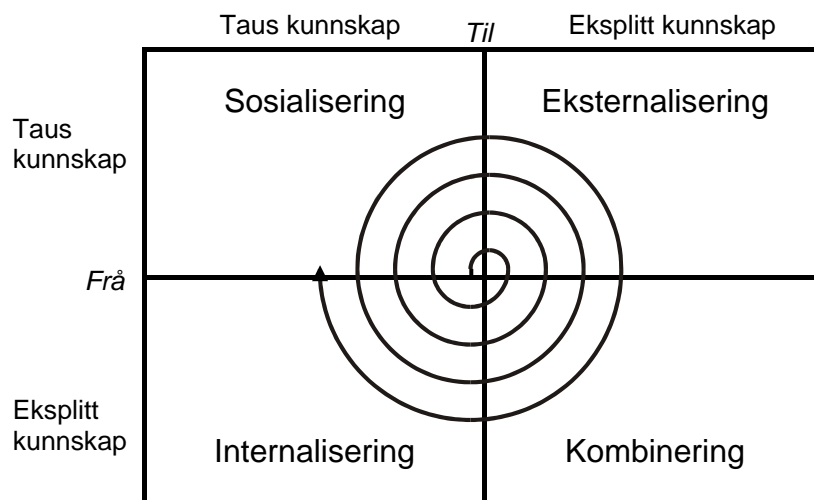 Taus kunnskap
Til
Eksplitt kunnskap
Sosialisering
Eksternalisering
Taus
kunnskap
Frå
Eksplitt
kunnskap
Internalisering
Kombinering